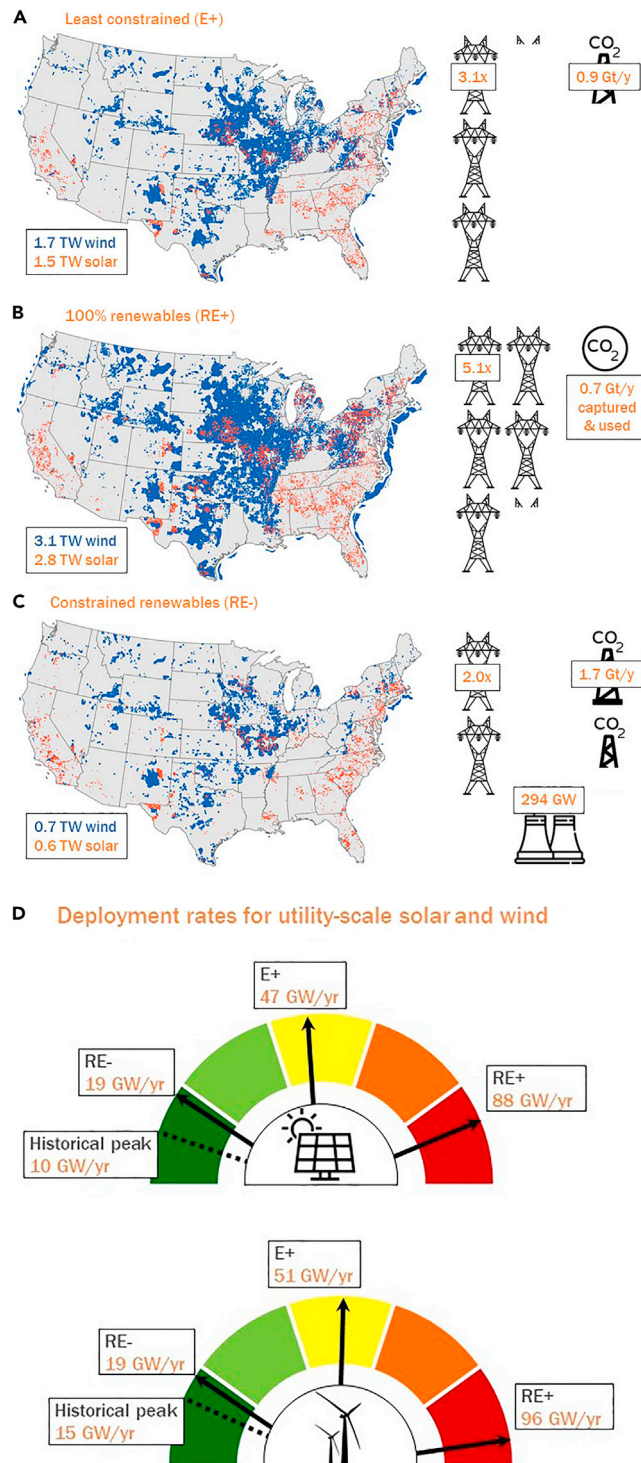 A
Least constrained (E+)
3.1x
CO2
0.9 Gt/y
1.7 TW wind
1.5 TW solar
B
100% renewables (RE+)
5.1x
CO2
0.7 Gt/y
captured
& used
3.1 TW wind
2.8 TW solar
C
Constrained renewables (RE-)
2.0x
CO2
1.7 Gt/y
CO2
294 GW
0.7 TW wind
0.6 TW solar
D
Deployment rates for utility-scale solar and wind
E+
47 GW/yr
RE-
19 GW/yr
RE+
88 GW/yr
Historical peak
10 GW/yr
E+
51 GW/yr
RE-
19 GW/yr
RE+
96 GW/yr
Historical peak
15 GW/yr